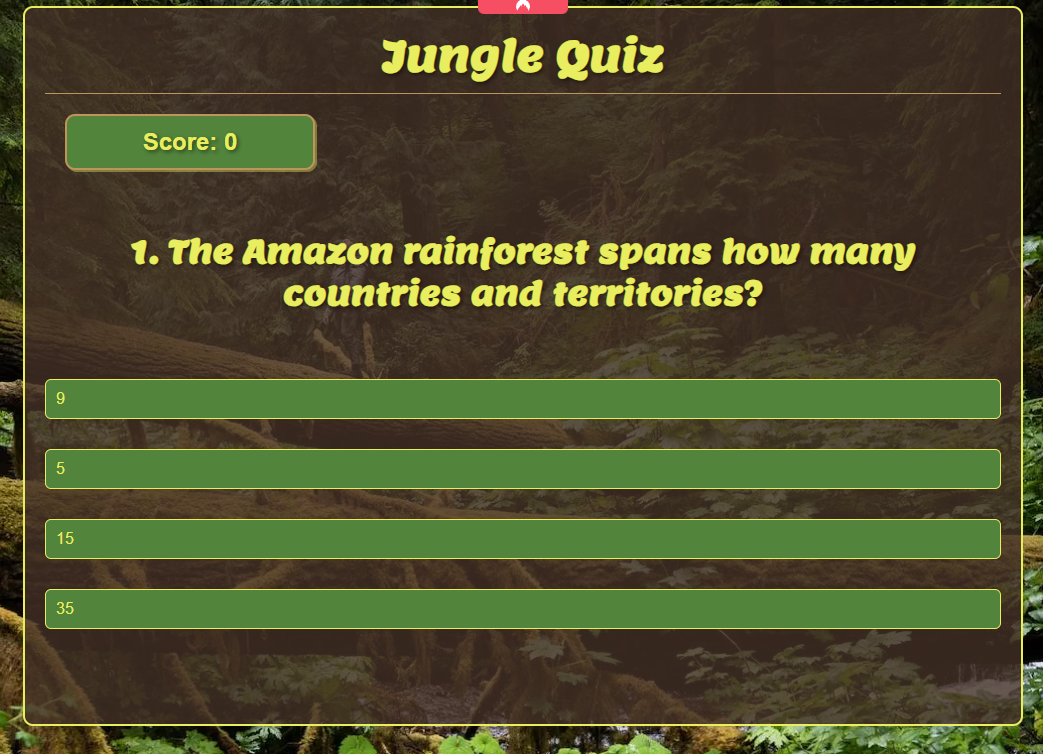 Jungle Quiz
Score: 0
1. The Amazon rainforest spans how many
countries and territories?
9
5
15
35